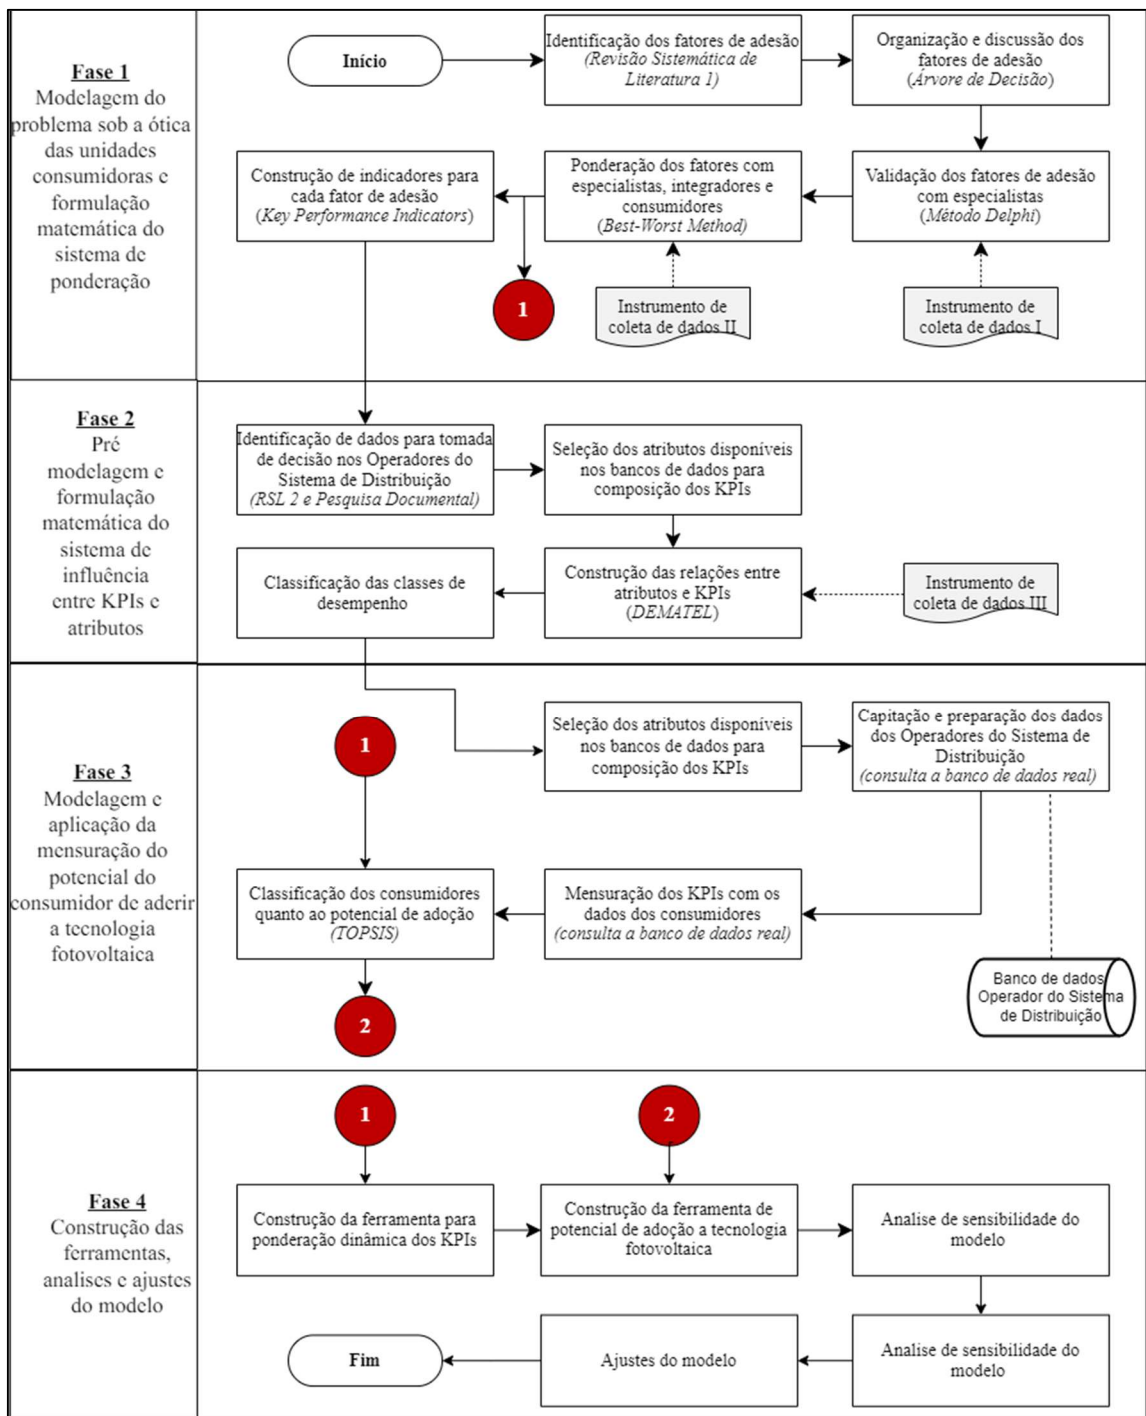 Fase 1
Modelagem do
problema sob a ótica
das unidades
consumidoras e
formulação
matemática do
sistema de
ponderação
Início
Identificação dos fatores de adesão
(Revisão Sistemática de
Literatura 1)
Organização e discussão dos
fatores de adesão
(Árvore de Decisão)
Construção de indicadores para
cada fator de adesão
(Key Performance Indicators)
Ponderação dos fatores com
especialistas, integradores e
consumidores
(Best-Worst Method)
Validação dos fatores de adesão
com especialistas
(Método Delphi)
1
Instrumento de
coleta de dados II
Instrumento de
coleta de dados I
Fase 2
Pré
modelagem e
formulação
matemática do
sistema de
influência
entre KPIs e
atributos
Identificação de dados para tomada
de decisão nos Operadores do
Sistema de Distribuição
(RSL 2 e Pesquisa Documental)
Seleção dos atributos disponíveis
nos bancos de dados para
composição dos KPIs
Classificação das classes de
desempenho
Construção das relações entre
atributos e KPIs
(DEMATEL)
Instrumento de
coleta de dados III
Fase 3
Modelagem e
aplicação da
mensuração do
potencial do
consumidor de aderir
a tecnologia
fotovoltaica
1
Seleção dos atributos disponíveis
nos bancos de dados para
composição dos KPIs
Capitação e preparação dos dados
dos Operadores do Sistema de
Distribuição
(consulta a banco de dados real)
Classificação dos consumidores
quanto ao potencial de adoção
(TOPSIS)
Mensuração dos KPIs com os
dados dos consumidores
(consulta a banco de dados real)
Banco de dados
Operador do Sistema
de Distribuição
2
Fase 4
Construção das
ferramentas,
analises e ajustes
do modelo
1
2
Construção da ferramenta para
ponderação dinâmica dos KPIs
Construção da ferramenta de
potencial de adoção a tecnologia
fotovoltaica
Analise de sensibilidade do
modelo
Fim
Ajustes do modelo
Analise de sensibilidade do
modelo